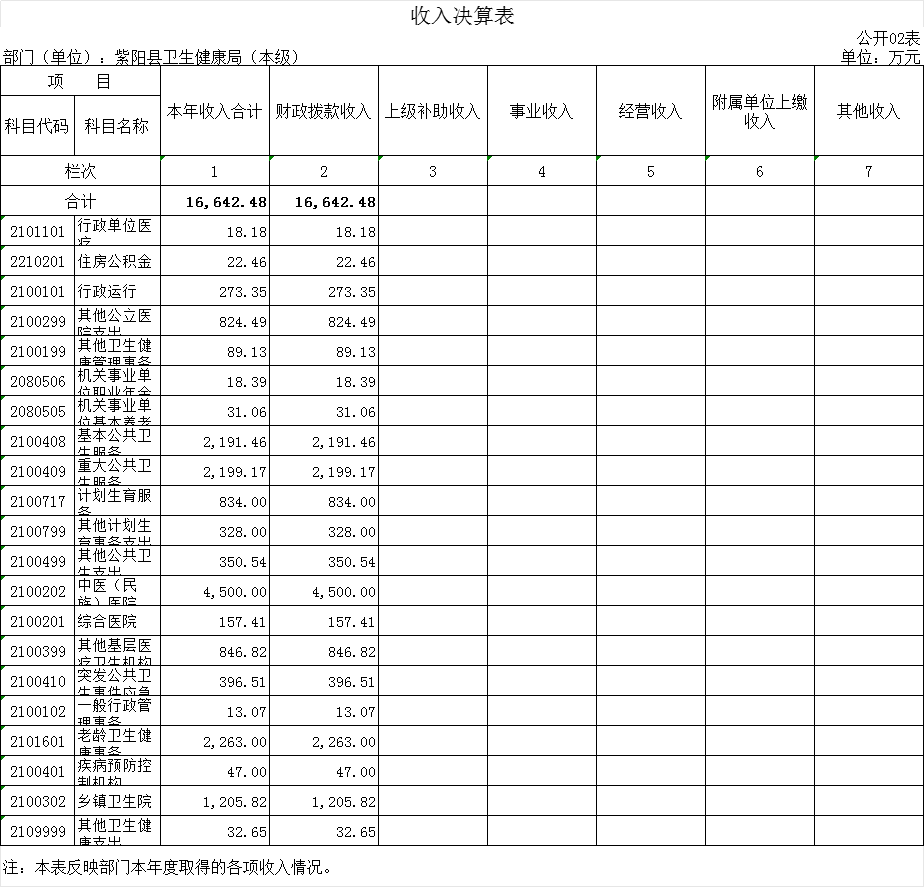 收入决算表
公开02表
部门（单位）：紫阳县卫生健康局（本级）	单位：万元
项 目	本年收入合计	财政拨款收入	上级补助收入	事业收入	经营收入	附属单位上缴收入	其他收入
科目代码	科目名称
栏次	1	2	3	4	5	6	7
合计	16,642.48	16,642.48
2101101	行政单位医疗	18.18	18.18
2210201	住房公积金	22.46	22.46
2100101	行政运行	273.35	273.35
2100299	其他公立医院支出	824.49	824.49
2100199	其他卫生健康管理事务	89.13	89.13
2080506	机关事业单位职业年金	18.39	18.39
2080505	机关事业单位基本养老	31.06	31.06
2100408	基本公共卫生服务	2,191.46	2,191.46
2100409	重大公共卫生服务	2,199.17	2,199.17
2100717	计划生育服务	834.00	834.00
2100799	其他计划生育事务支出	328.00	328.00
2100499	其他公共卫生支出	350.54	350.54
2100202	中医（民族）医院	4,500.00	4,500.00
2100201	综合医院	157.41	157.41
2100399	其他基层医疗卫生机构	846.82	846.82
2100410	突发公共卫生事件应急	396.51	396.51
2100102	一般行政管理事务	13.07	13.07
2101601	老龄卫生健康事务	2,263.00	2,263.00
2100401	疾病预防控制机构	47.00	47.00
2100302	乡镇卫生院	1,205.82	1,205.82
2109999	其他卫生健康支出	32.65	32.65
注：本表反映部门本年度取得的各项收入情况。